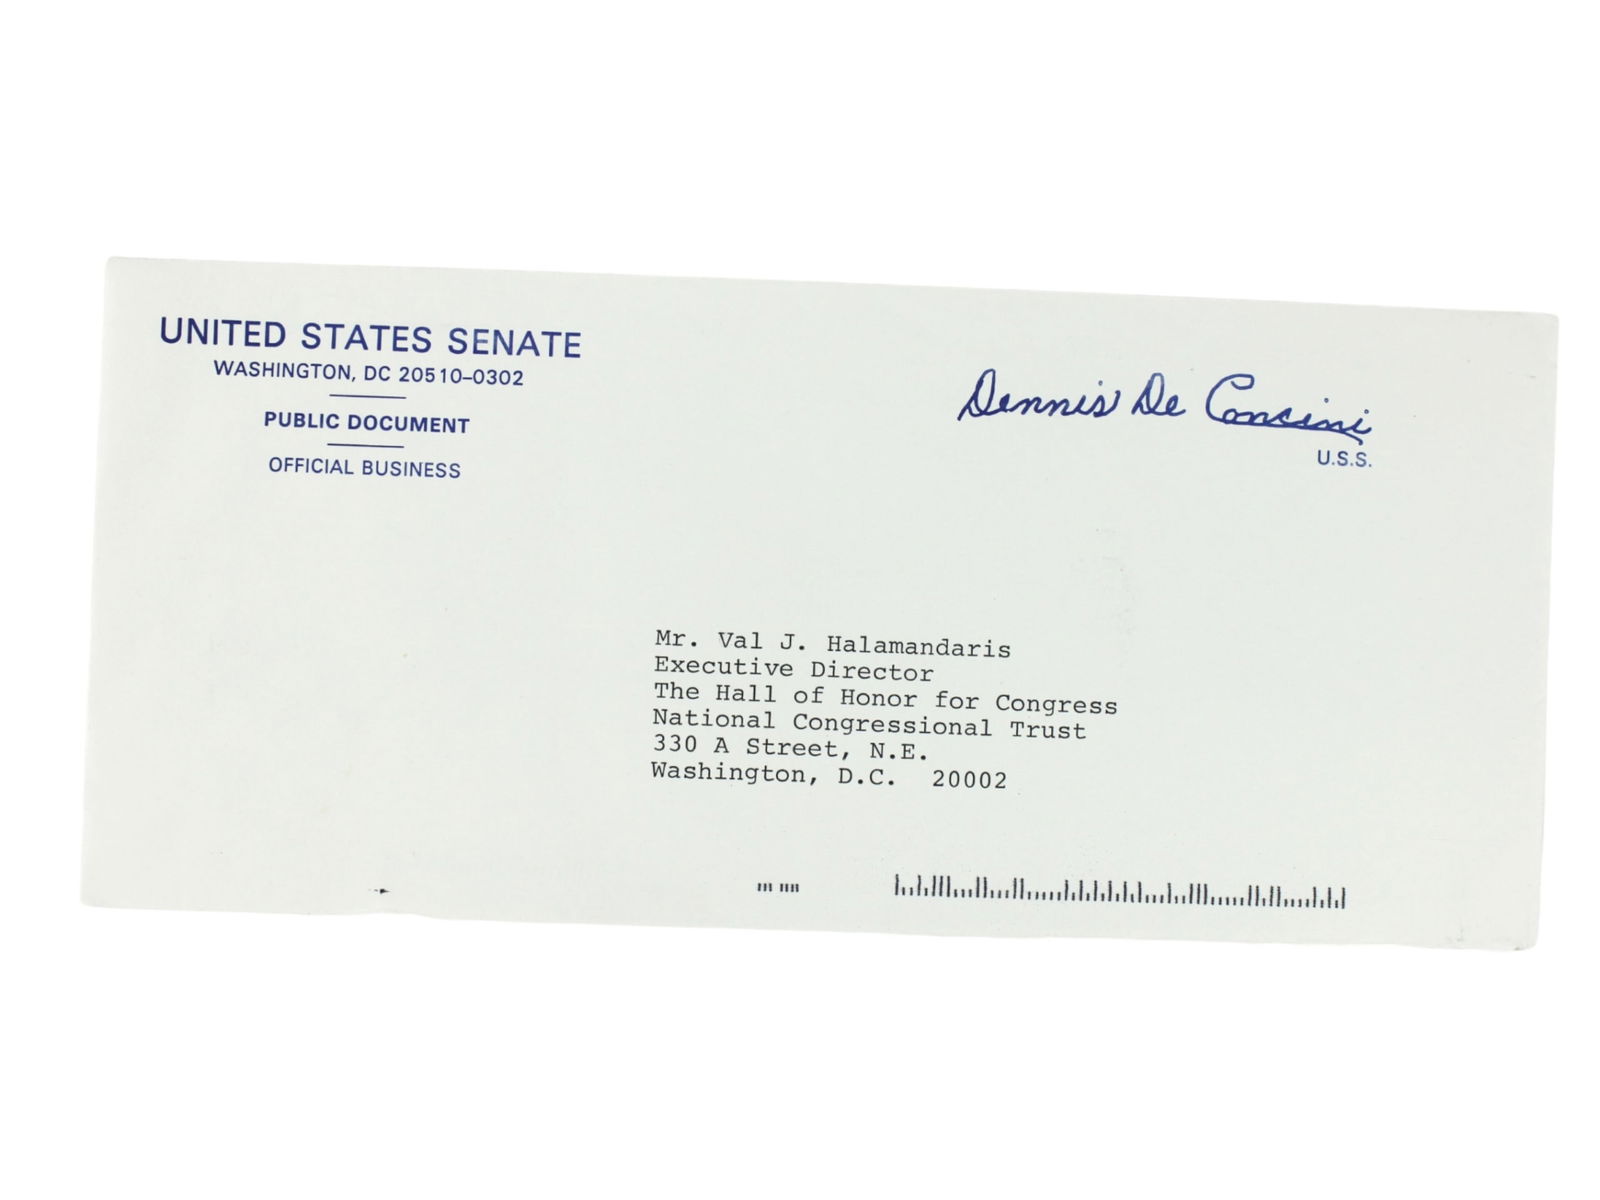 UNITED STATES SENATE
WASHINGTON, DC 20510–0302
PUBLIC DOCUMENT
OFFICIAL BUSINESS
Dennis De Concini
U.S.S.
Mr. Val J. Halamandaris
Executive Director
The Hall of Honor for Congress
National Congressional Trust
330 A Street, N.E.
Washington, D.C.  20002